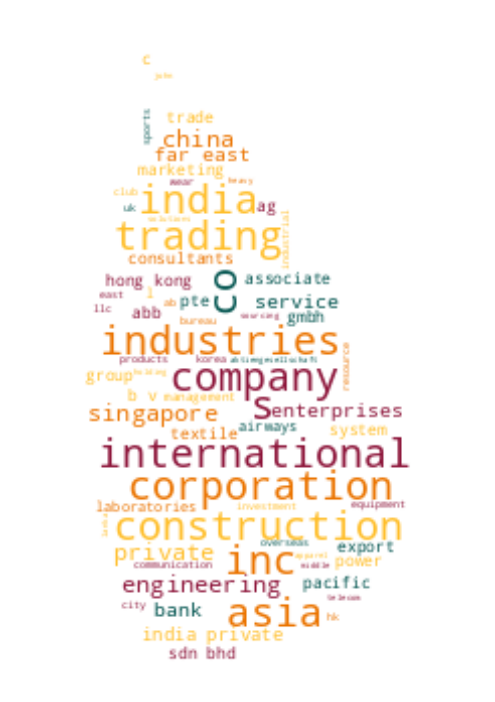 c
john
sports
trade
china
far east
marketing
wear heavy
club india ag
uk
solutions
trading industrial
consultants
hong kong co associate
east l
ab pte service
llc abb sourcing gmbh
bureau
industries
products korea aktiengesellschaft resource
group holding company
b v management
singapore s enterprises
textile airways system
international
corporation
laboratories investment equipment
construction
overseas export
private inc apparel power
communication middle
engineering pacific
city bank asia telecom
hk
india private
sdn bhd